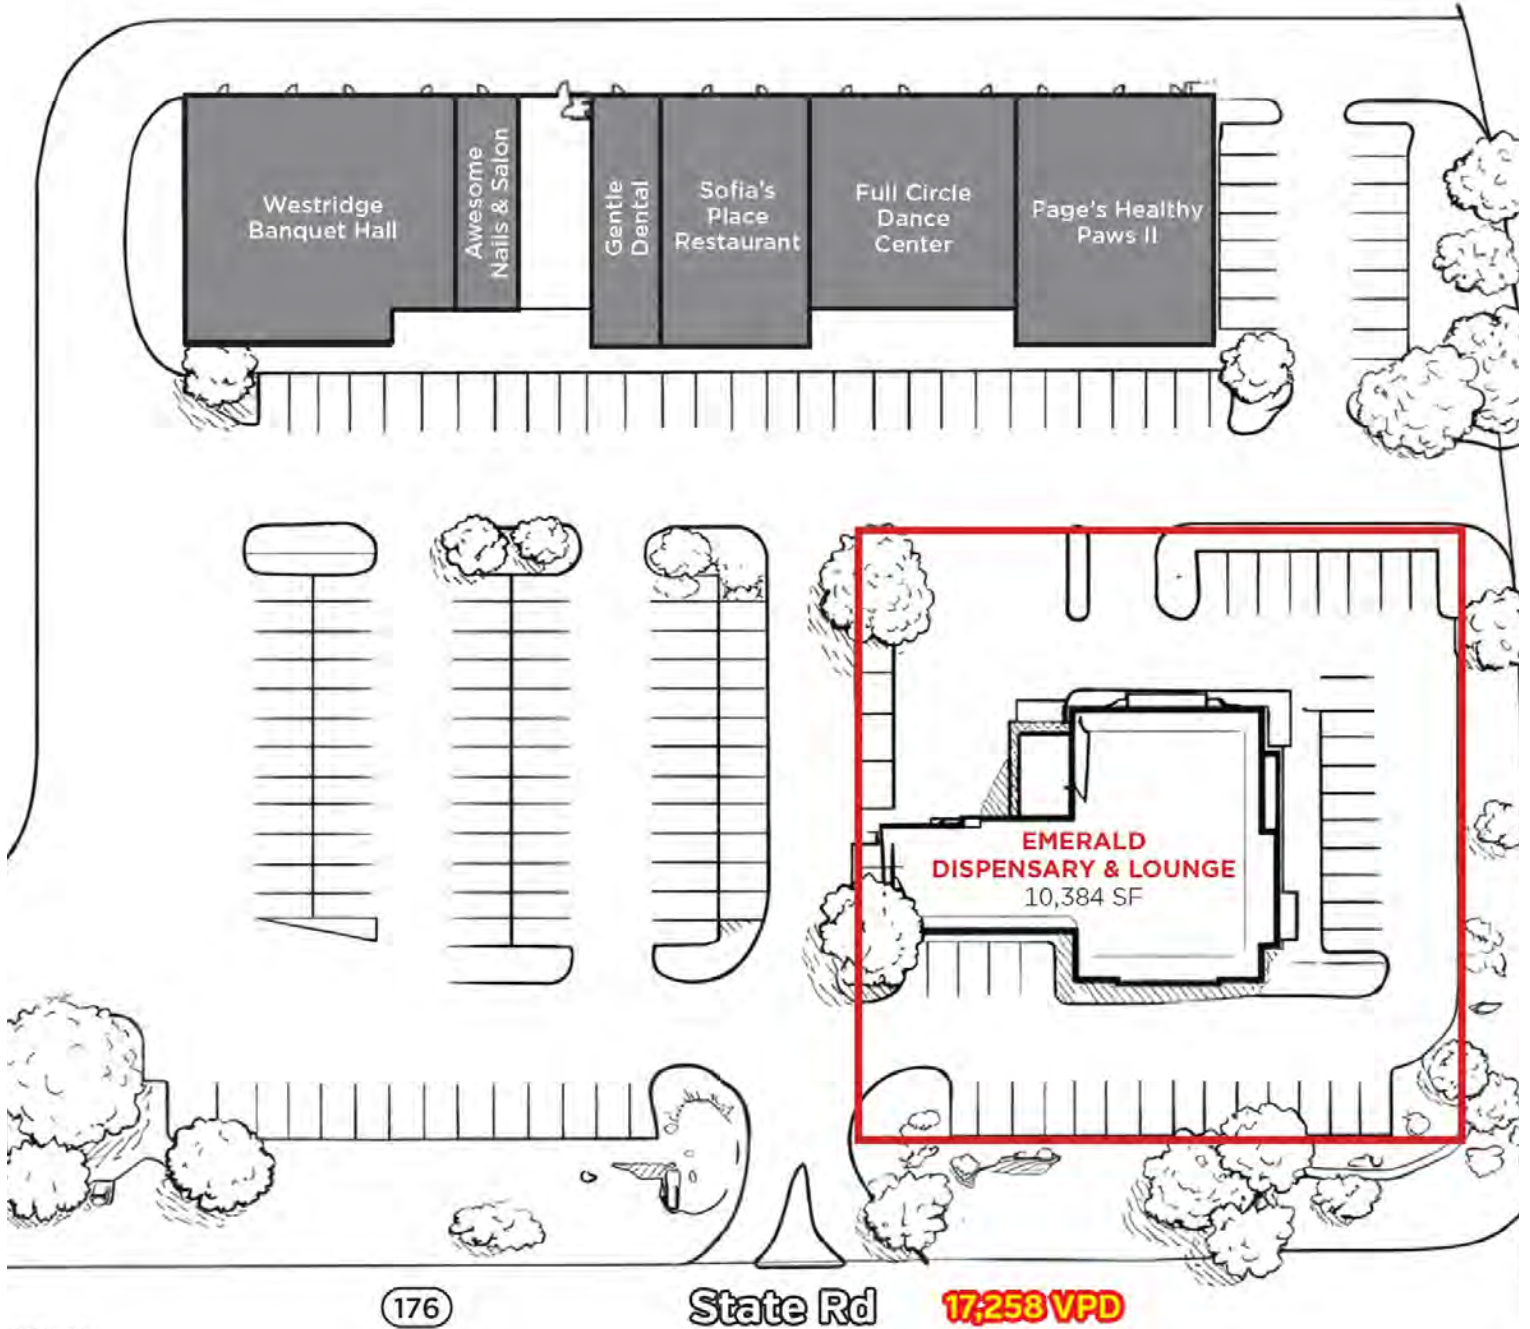 Westridge
Banquet Hall
Awesome
Nails & Salon
Gentle
Dental
Sofia's
Place
Restaurant
Full Circle
Dance
Center
Page's Healthy
Paws II
EMERALD
DISPENSARY & LOUNGE
10,384 SF
176
State Rd
17,258 VPD